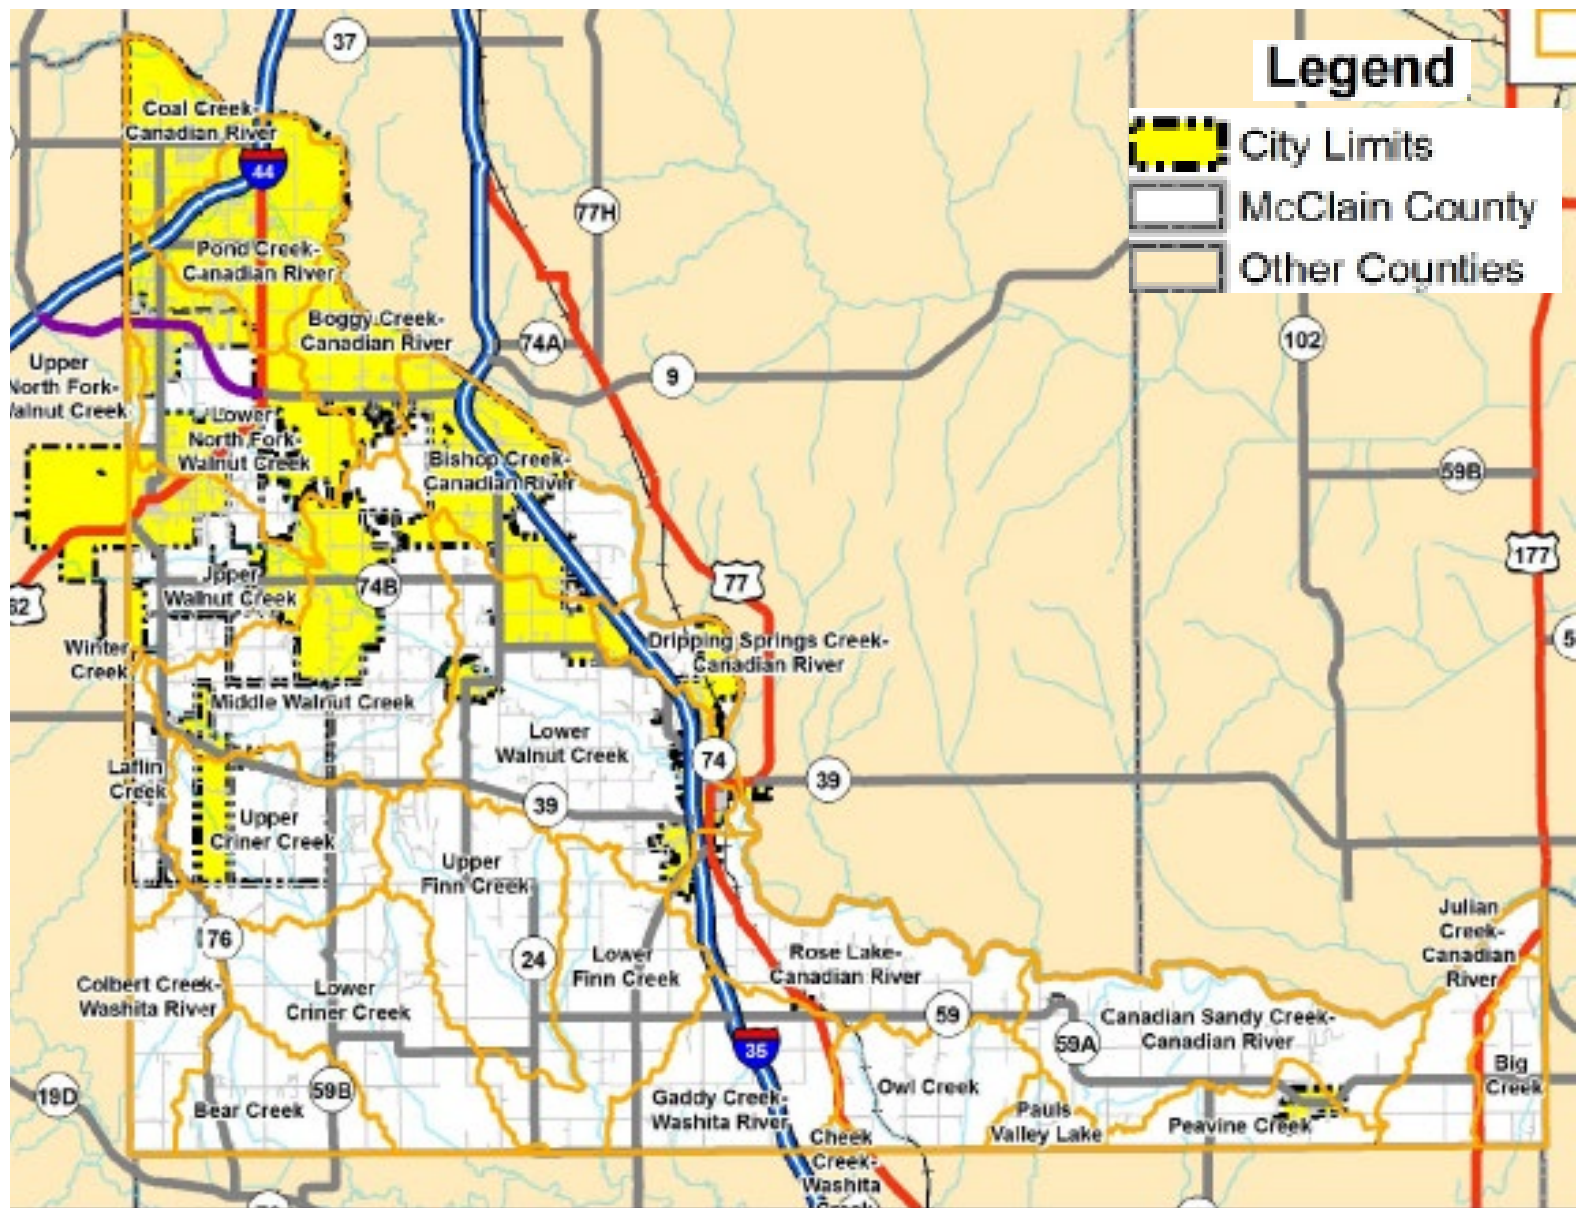 37
Legend
Coal Creek-
Canadian River
City Limits
44
McClain County
77H
Pond Creek-
Canadian River
Other Counties
Boggy Creek-
Canadian River
74A
102
Upper
North Fork-
Walnut Creek
9
Lower
North Fork-
Walnut Creek
Bishop Creek-
Canadian River
59B
177
77
Upper
Walnut Creek
74B
62
Winter
Creek
Dripping Springs Creek-
Canadian River
5
Middle Walnut Creek
Lower
Walnut Creek
74
Laflin
Creek
39
39
Upper
Criner Creek
Upper
Finn Creek
Julian
Creek-
Canadian
River
76
24
Lower
Finn Creek
Rose Lake-
Canadian River
Colbert Creek-
Washita River
Lower
Criner Creek
59
Canadian Sandy Creek-
Canadian River
59A
35
Big
Creek
19D
59B
Bear Creek
Gaddy Creek-
Washita River
Owl Creek
Pauls
Valley Lake
Peavine Creek
Cheek
Creek-
Washita
Creek